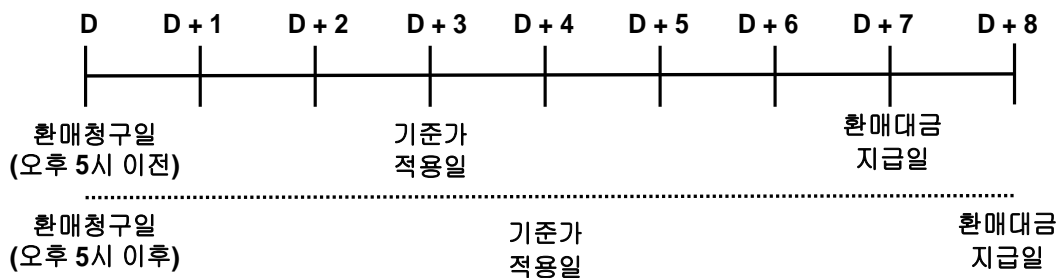 D D + 1 D + 2 D + 3 D + 4 D + 5 D + 6 D + 7 D + 8
환매청구일
(오후 5시 이전)
기준가
적용일
환매대금
지급일
환매청구일
(오후 5시 이후)
기준가
적용일
환매대금
지급일